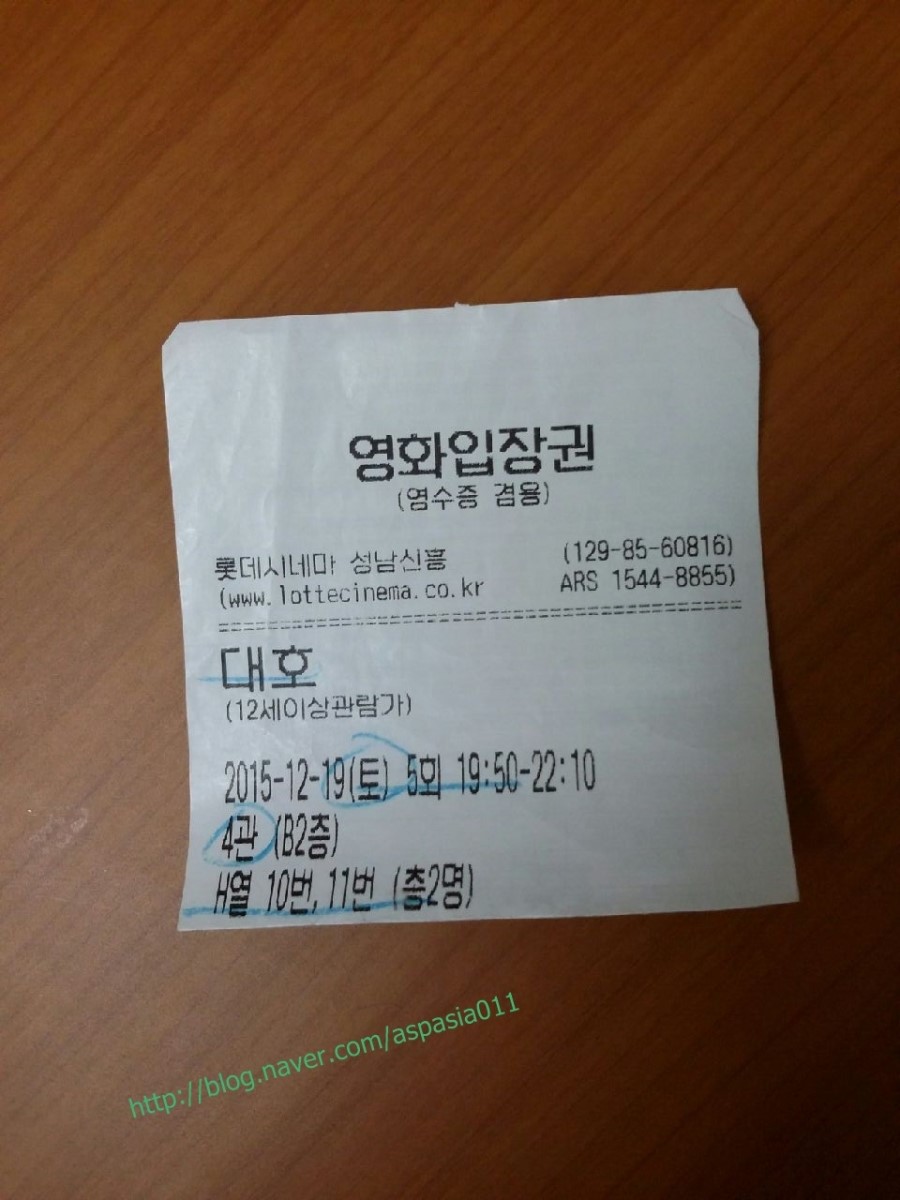 영화입장권
(영수증 겸용)
롯데시네마 성남신흥 (129-85-60816)
(www.lottecinema.co.kr ARS 1544-8855)
대호
(12세이상관람가)
2015-12-19(토) 5회 19:50-22:10
4관 (B2층)
H열 10번,11번 (총2명)
http://blog.naver.com/aspasia011